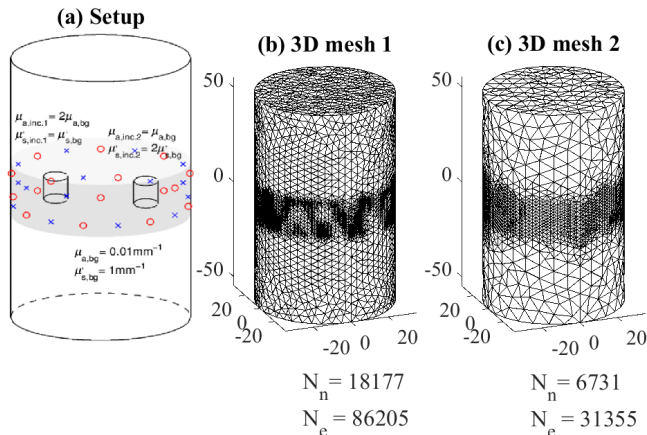 (a) Setup
μa,inc.1 = 2μa,bg
μ's,inc.1 = μ's,bg
μa,inc.2 = μa,bg
μ's,inc.2 = 2μ's,bg
μa,bg = 0.01mm⁻¹
μ's,bg = 1mm⁻¹
(b) 3D mesh 1
50
0
-50
20
0
-20
-20
0
20
Nn = 18177
Ne = 86205
(c) 3D mesh 2
50
0
-50
20
0
-20
-20
0
20
Nn = 6731
Ne = 31355